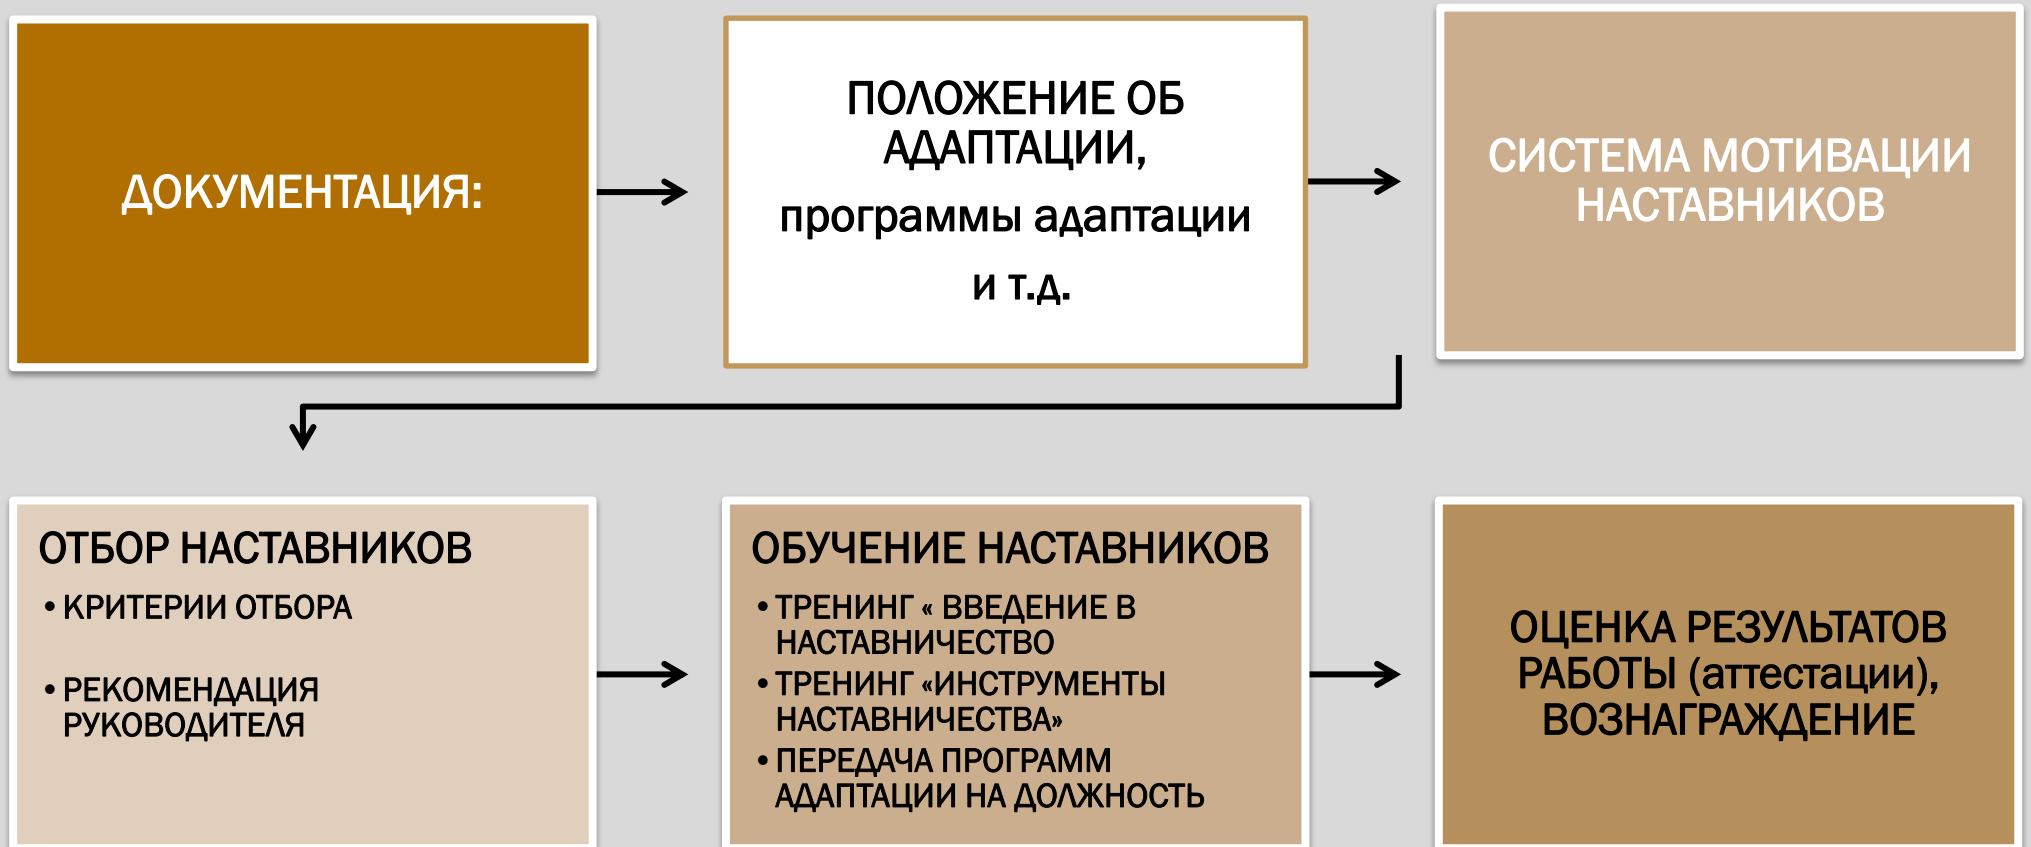 ДОКУМЕНТАЦИЯ:
ПОЛОЖЕНИЕ ОБ
АДАПТАЦИИ,
программы адаптации
и т.д.
СИСТЕМА МОТИВАЦИИ
НАСТАВНИКОВ
ОТБОР НАСТАВНИКОВ
• КРИТЕРИИ ОТБОРА
• РЕКОМЕНДАЦИЯ
РУКОВОДИТЕЛЯ
ОБУЧЕНИЕ НАСТАВНИКОВ
• ТРЕНИНГ « ВВЕДЕНИЕ В
НАСТАВНИЧЕСТВО
• ТРЕНИНГ «ИНСТРУМЕНТЫ
НАСТАВНИЧЕСТВА»
• ПЕРЕДАЧА ПРОГРАММ
АДАПТАЦИИ НА ДОЛЖНОСТЬ
ОЦЕНКА РЕЗУЛЬТАТОВ
РАБОТЫ (аттестации),
ВОЗНАГРАЖДЕНИЕ